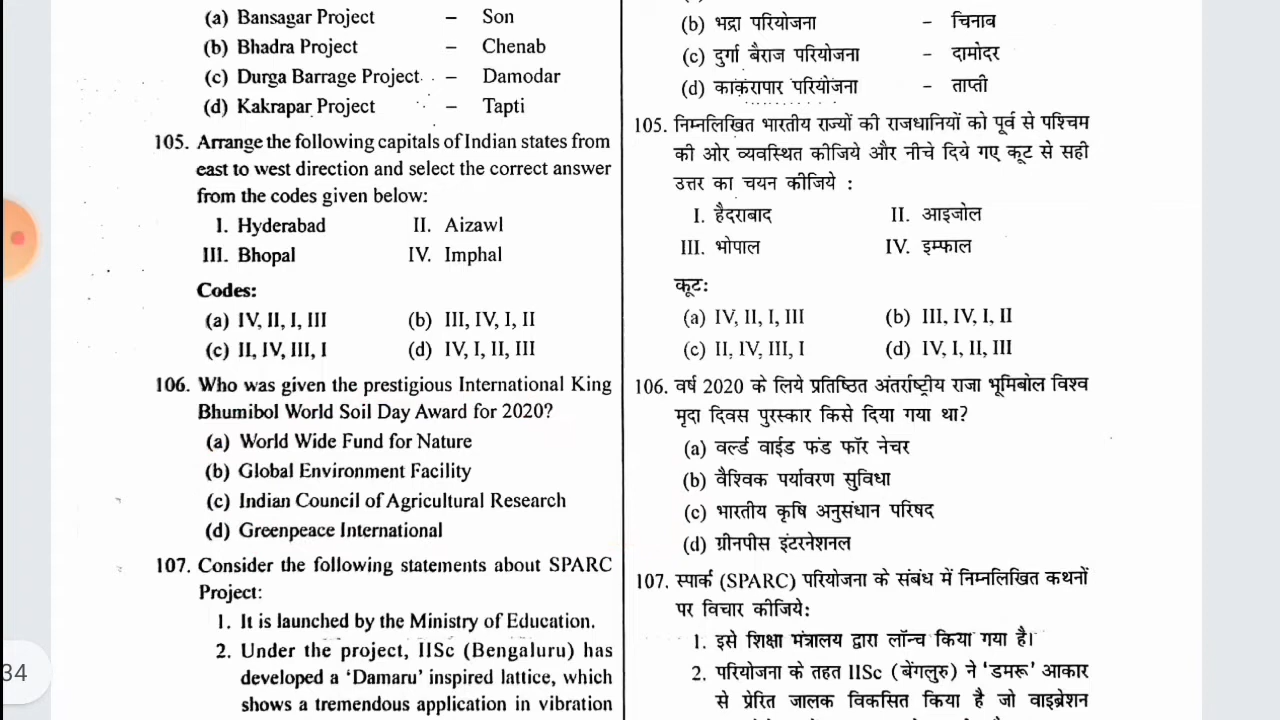 (a) Bansagar Project – Son
(b) Bhadra Project – Chenab
(c) Durga Barrage Project – Damodar
(d) Kakrapar Project – Tapti
105. Arrange the following capitals of Indian states from
east to west direction and select the correct answer
from the codes given below:
I. Hyderabad II. Aizawl
III. Bhopal IV. Imphal
Codes:
(a) IV, II, I, III (b) III, IV, I, II
(c) II, IV, III, I (d) IV, I, II, III
106. Who was given the prestigious International King
Bhumibol World Soil Day Award for 2020?
(a) World Wide Fund for Nature
(b) Global Environment Facility
(c) Indian Council of Agricultural Research
(d) Greenpeace International
107. Consider the following statements about SPARC
Project:
1. It is launched by the Ministry of Education.
2. Under the project, IISc (Bengaluru) has
developed a ‘Damaru’ inspired lattice, which
shows a tremendous application in vibration
(b) भद्रा परियोजना – चिनाव
(c) दुर्गा बैराज परियोजना – दामोदर
(d) काकरापार परियोजना – ताप्ती
105. निम्नलिखित भारतीय राज्यों की राजधानियों को पूर्व से पश्चिम
की ओर व्यवस्थित कीजिये और नीचे दिये गए कूट से सही
उत्तर का चयन कीजिये :
I. हैदराबाद II. आइजोल
III. भोपाल IV. इम्फाल
कूट:
(a) IV, II, I, III (b) III, IV, I, II
(c) II, IV, III, I (d) IV, I, II, III
106. वर्ष 2020 के लिये प्रतिष्ठित अंतर्राष्ट्रीय राजा भूमिबोल विश्व
मृदा दिवस पुरस्कार किसे दिया गया था?
(a) वर्ल्ड वाईड फंड फॉर नेचर
(b) वैश्विक पर्यावरण सुविधा
(c) भारतीय कृषि अनुसंधान परिषद
(d) ग्रीनपीस इंटरनेशनल
107. स्पार्क (SPARC) परियोजना के संबंध में निम्नलिखित कथनों
पर विचार कीजिये:
1. इसे शिक्षा मंत्रालय द्वारा लॉन्च किया गया है।
2. परियोजना के तहत IISc (बेंगलुरु) ने ‘डमरू’ आकार
से प्रेरित जालक विकसित किया है जो वाइब्रेशन
34